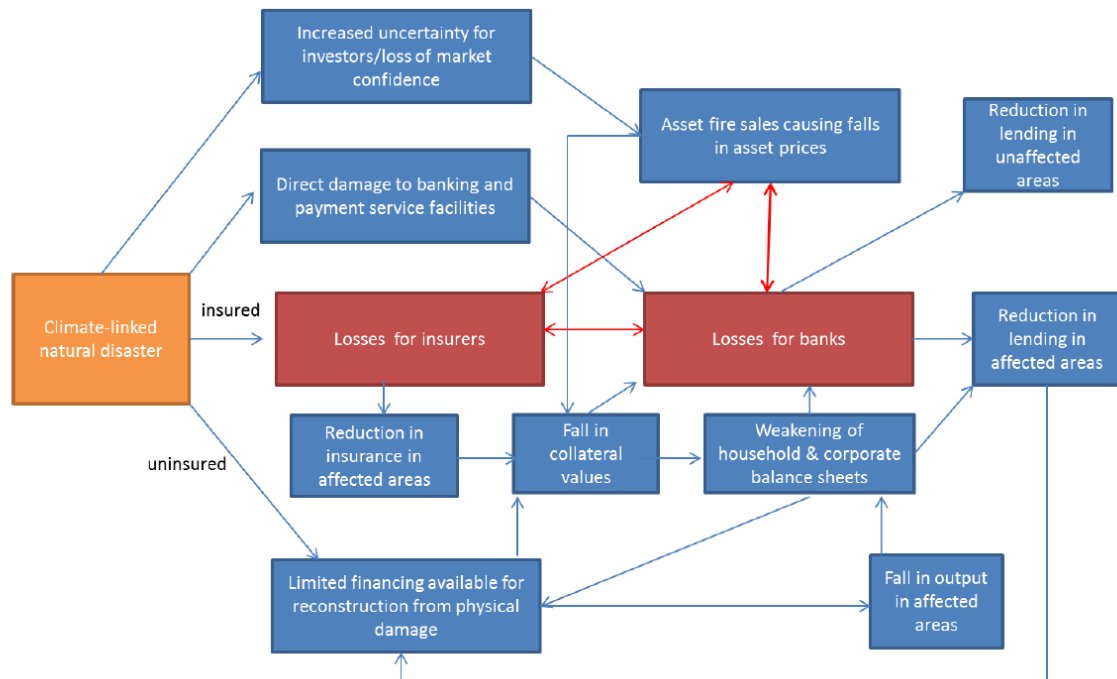 Increased uncertainty for
investors/loss of market
confidence
Asset fire sales causing falls
in asset prices
Reduction in
lending in
unaffected
areas
Direct damage to banking and
payment service facilities
insured
Climate-linked
natural disaster
Losses for insurers
Losses for banks
Reduction in
lending in
affected areas
uninsured
Reduction in
insurance in
affected areas
Fall in
collateral
values
Weakening of
household & corporate
balance sheets
Limited financing available for
reconstruction from physical
damage
Fall in output
in affected
areas